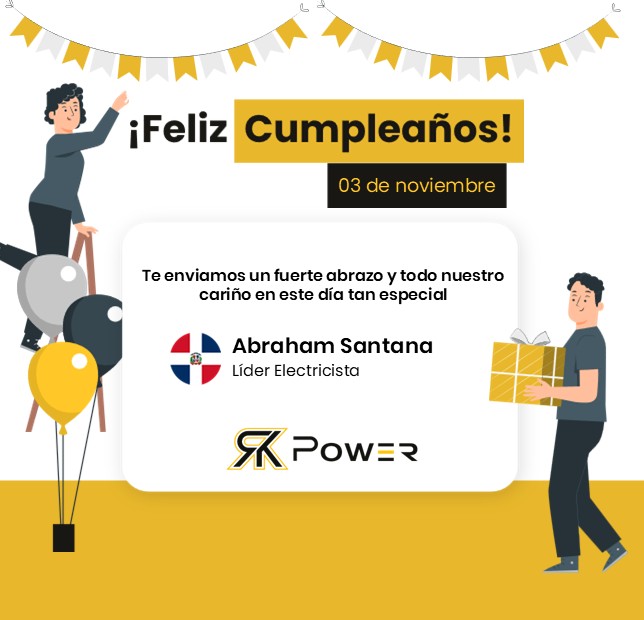 ¡Feliz Cumpleaños!
03 de noviembre
Te enviamos un fuerte abrazo y todo nuestro
cariño en este día tan especial
Abraham Santana
Líder Electricista
RK Power